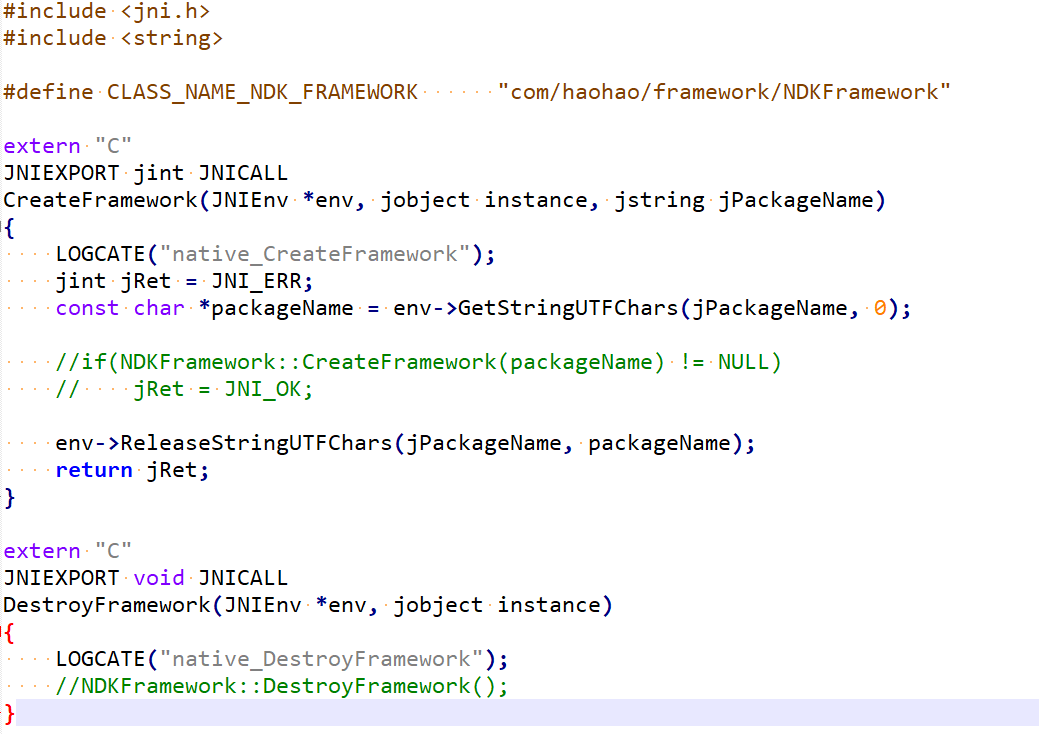 #include <jni.h>
#include <string>
#define CLASS_NAME_NDK_FRAMEWORK      "com/haohao/framework/NDKFramework"
extern "C"
JNIEXPORT jint JNICALL
CreateFramework(JNIEnv *env, jobject instance, jstring jPackageName)
{
    LOGCATE("native_CreateFramework");
    jint jRet = JNI_ERR;
    const char *packageName = env->GetStringUTFChars(jPackageName, 0);
    //if(NDKFramework::CreateFramework(packageName) != NULL)
    //    jRet = JNI_OK;
    env->ReleaseStringUTFChars(jPackageName, packageName);
    return jRet;
}
extern "C"
JNIEXPORT void JNICALL
DestroyFramework(JNIEnv *env, jobject instance)
{
    LOGCATE("native_DestroyFramework");
    //NDKFramework::DestroyFramework();
}